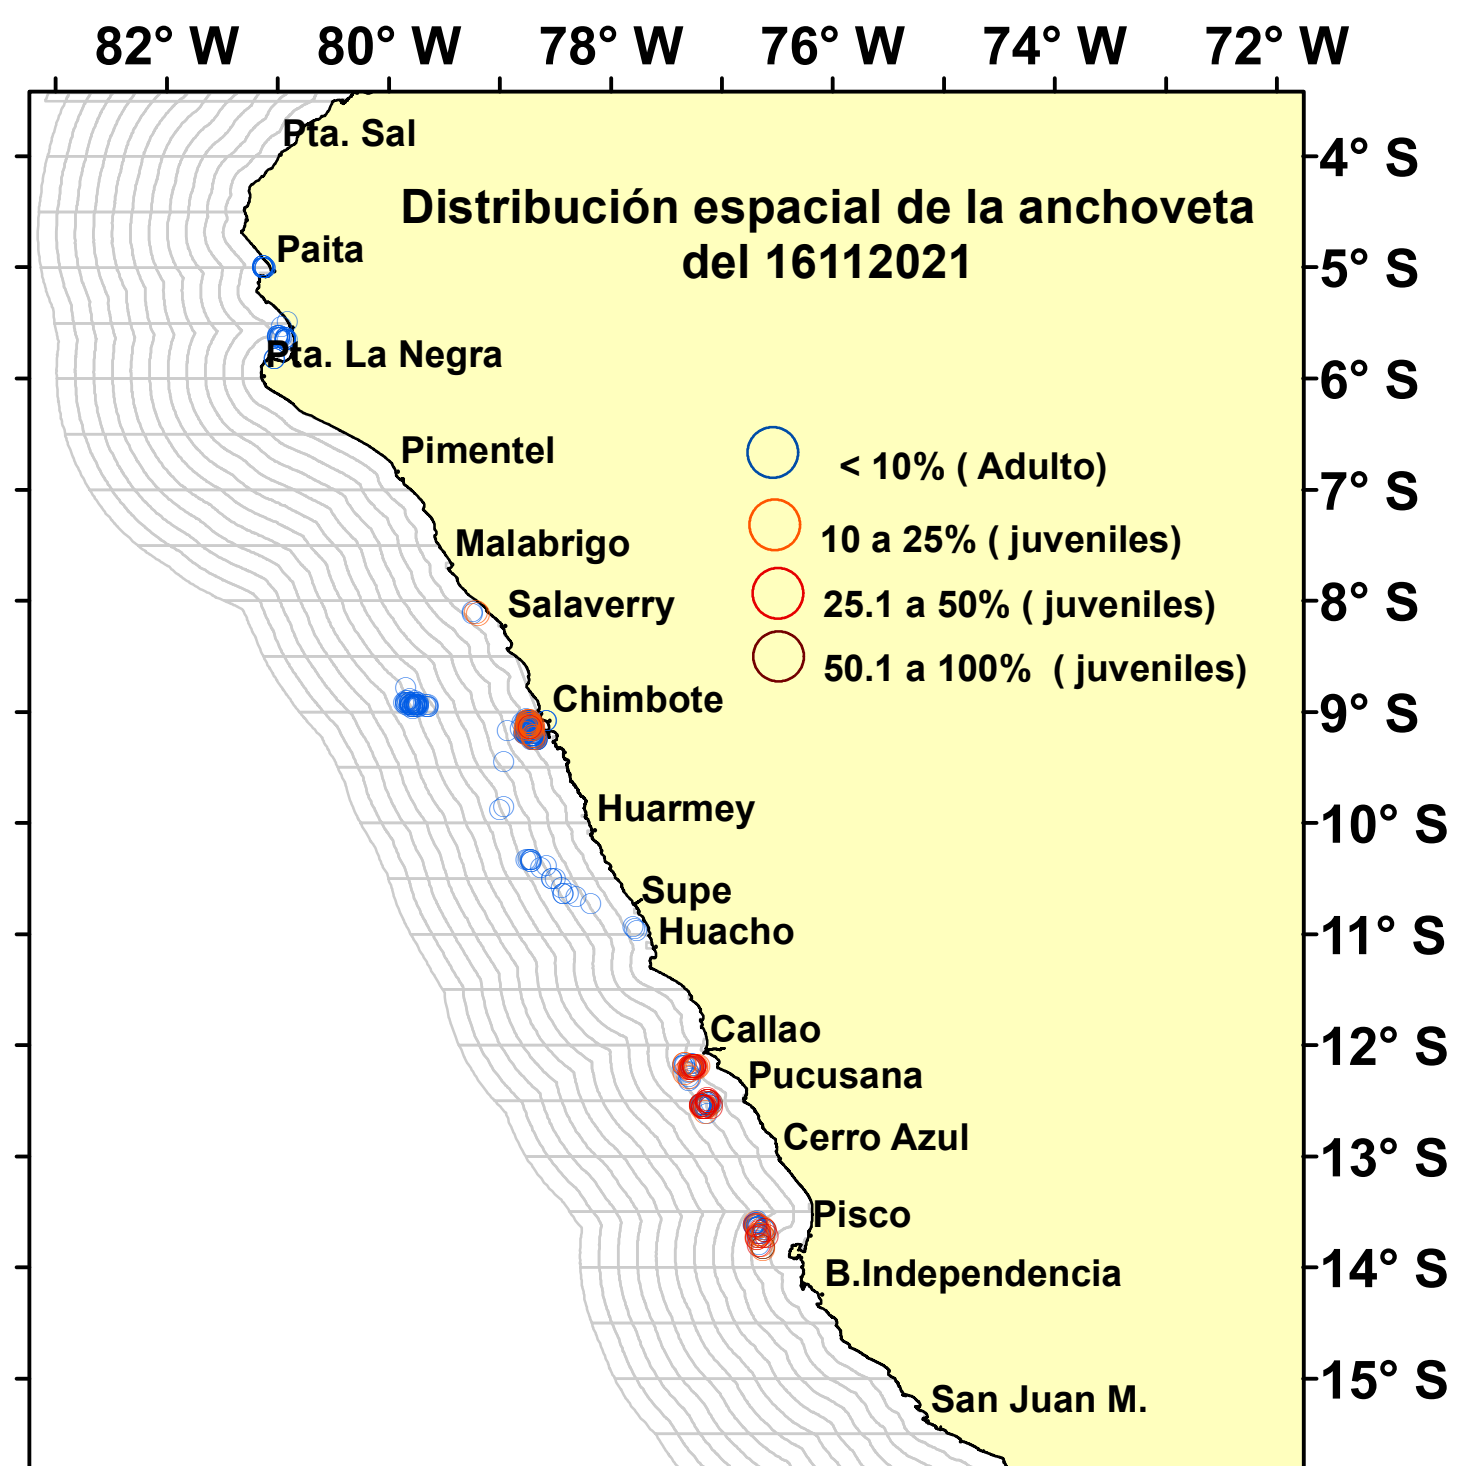 82° W 80° W 78° W 76° W 74° W 72° W
Pta. Sal
4° S
Distribución espacial de la anchoveta
del 16112021
Paita
5° S
Pta. La Negra
6° S
Pimentel
< 10% ( Adulto)
7° S
Malabrigo
10 a 25% ( juveniles)
Salaverry
25.1 a 50% ( juveniles)
8° S
50.1 a 100%  ( juveniles)
Chimbote
9° S
Huarmey
10° S
Supe
Huacho
11° S
Callao
12° S
Pucusana
Cerro Azul
13° S
Pisco
B.Independencia
14° S
San Juan M.
15° S